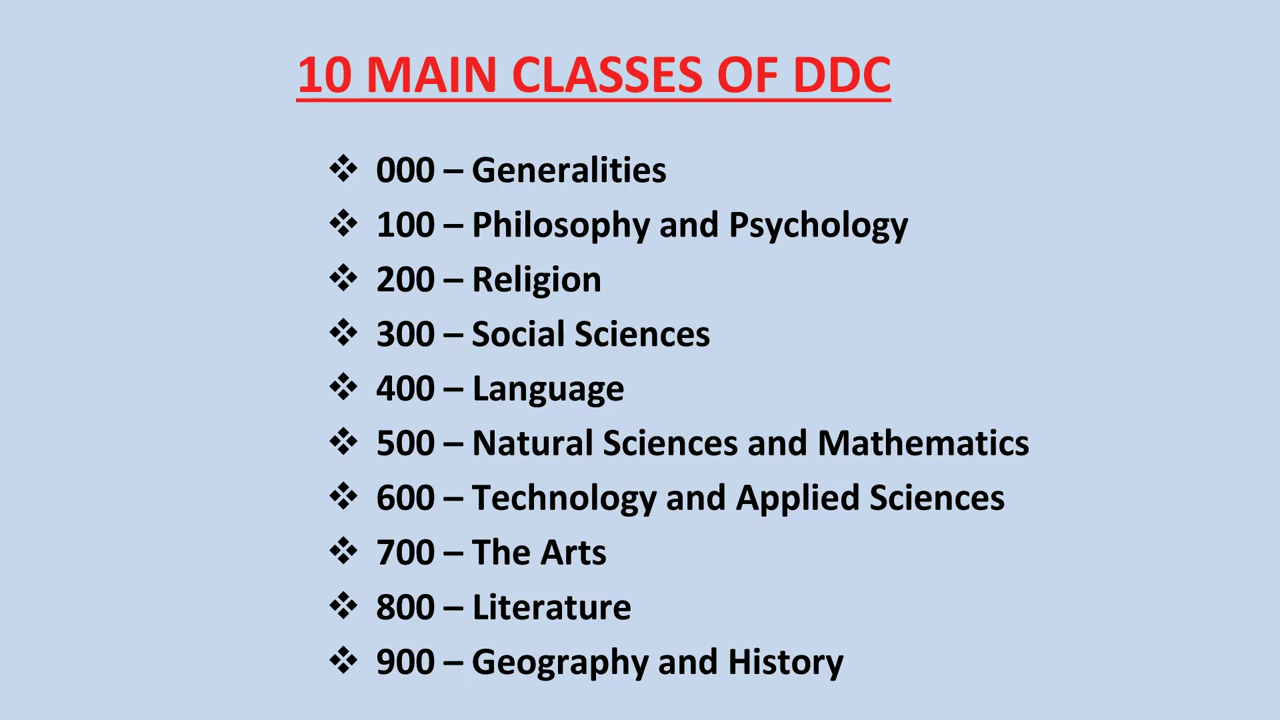 10 MAIN CLASSES OF DDC
❖ 000 – Generalities
❖ 100 – Philosophy and Psychology
❖ 200 – Religion
❖ 300 – Social Sciences
❖ 400 – Language
❖ 500 – Natural Sciences and Mathematics
❖ 600 – Technology and Applied Sciences
❖ 700 – The Arts
❖ 800 – Literature
❖ 900 – Geography and History